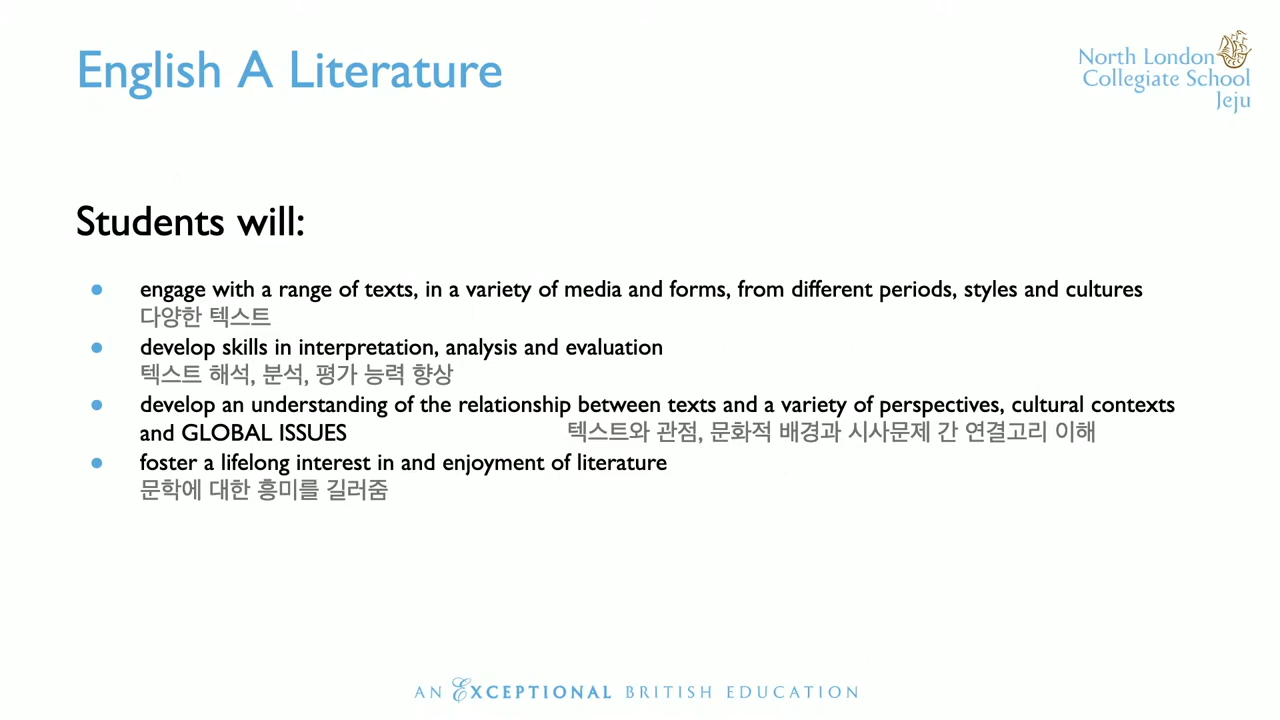 English A Literature
North London
Collegiate School
Jeju
Students will:
engage with a range of texts, in a variety of media and forms, from different periods, styles and cultures
다양한 텍스트
develop skills in interpretation, analysis and evaluation
텍스트 해석, 분석, 평가 능력 향상
develop an understanding of the relationship between texts and a variety of perspectives, cultural contexts
and GLOBAL ISSUES 텍스트와 관점, 문화적 배경과 시사문제 간 연결고리 이해
foster a lifelong interest in and enjoyment of literature
문학에 대한 흥미를 길러줌
AN EXCEPTIONAL BRITISH EDUCATION